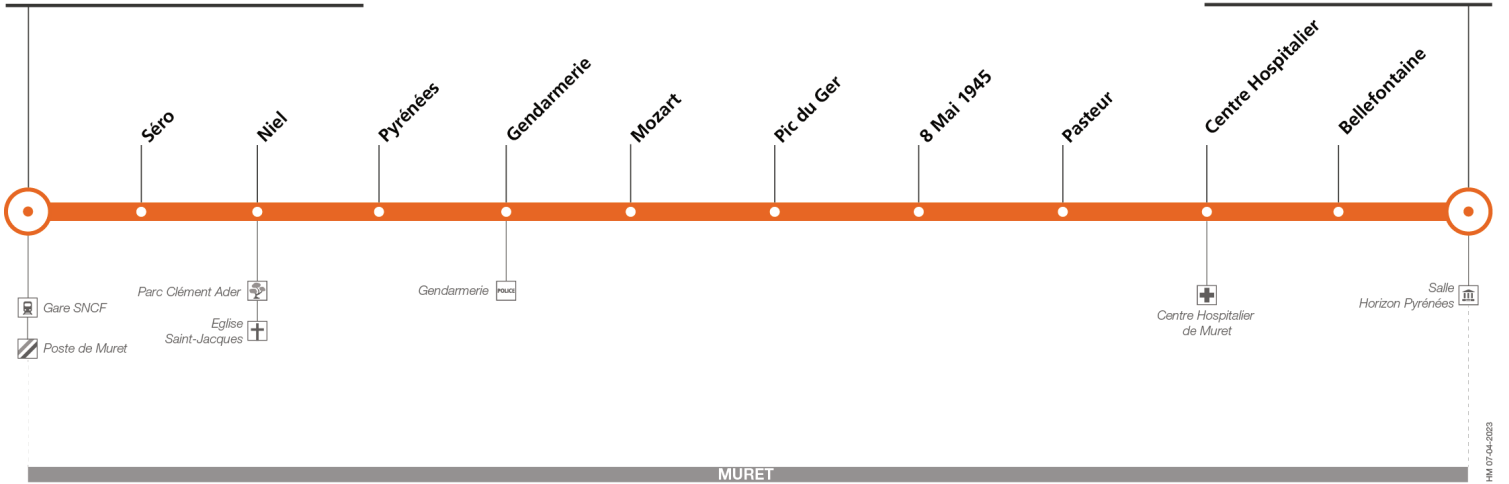 Séro
Niel
Pyrénées
Gendarmerie
Mozart
Pic du Ger
8 Mai 1945
Pasteur
Centre Hospitalier
Bellefontaine
Gare SNCF
Poste de Muret
Parc Clément Ader
Eglise
Saint-Jacques
Gendarmerie
POLICE
Centre Hospitalier
de Muret
Salle
Horizon Pyrénées
MURET
HM 07-04-2023